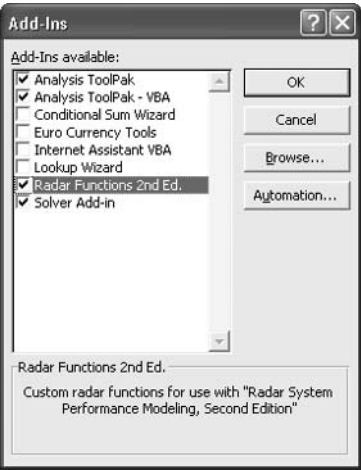 Add-Ins
Add-Ins available:
Analysis ToolPak
Analysis ToolPak - VBA
Conditional Sum Wizard
Euro Currency Tools
Internet Assistant VBA
Lookup Wizard
Radar Functions 2nd Ed.
Solver Add-in
OK
Cancel
Browse...
Automation...
Radar Functions 2nd Ed.
Custom radar functions for use with "Radar System
Performance Modeling, Second Edition"